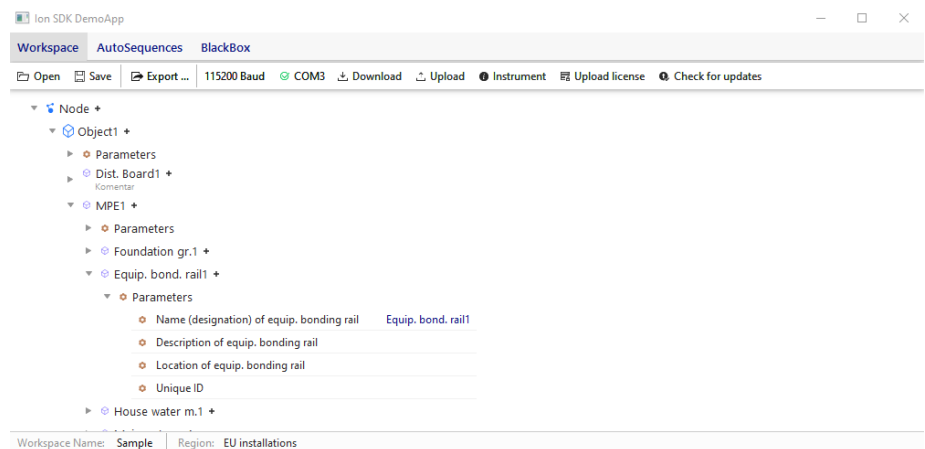 Ion SDK DemoApp
Workspace AutoSequences BlackBox
Open Save Export ... 115200 Baud COM3 Download Upload Instrument Upload license Check for updates
Node +
Object1 +
Parameters
Dist. Board1 +
Komentar
MPE1 +
Parameters
Foundation gr.1 +
Equip. bond. rail1 +
Parameters
Name (designation) of equip. bonding rail Equip. bond. rail1
Description of equip. bonding rail
Location of equip. bonding rail
Unique ID
House water m.1 +
Workspace Name: Sample Region: EU installations